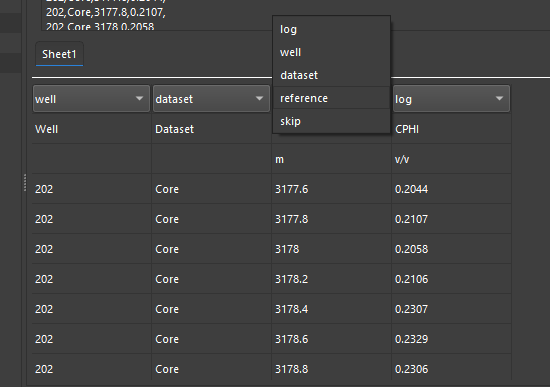 202,Core,3177.8,0.2107,
202,Core,3178,0.2058
Sheet1
log
well
dataset
reference
skip
well dataset log
Well Dataset CPHI
m v/v
202 Core 3177.6 0.2044
202 Core 3177.8 0.2107
202 Core 3178 0.2058
202 Core 3178.2 0.2106
202 Core 3178.4 0.2307
202 Core 3178.6 0.2329
202 Core 3178.8 0.2306